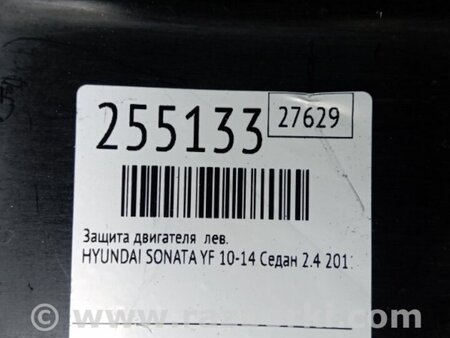 255133
27629
Защита двигателя лев.
HYUNDAI SONATA YF 10-14 Седан 2.4 201